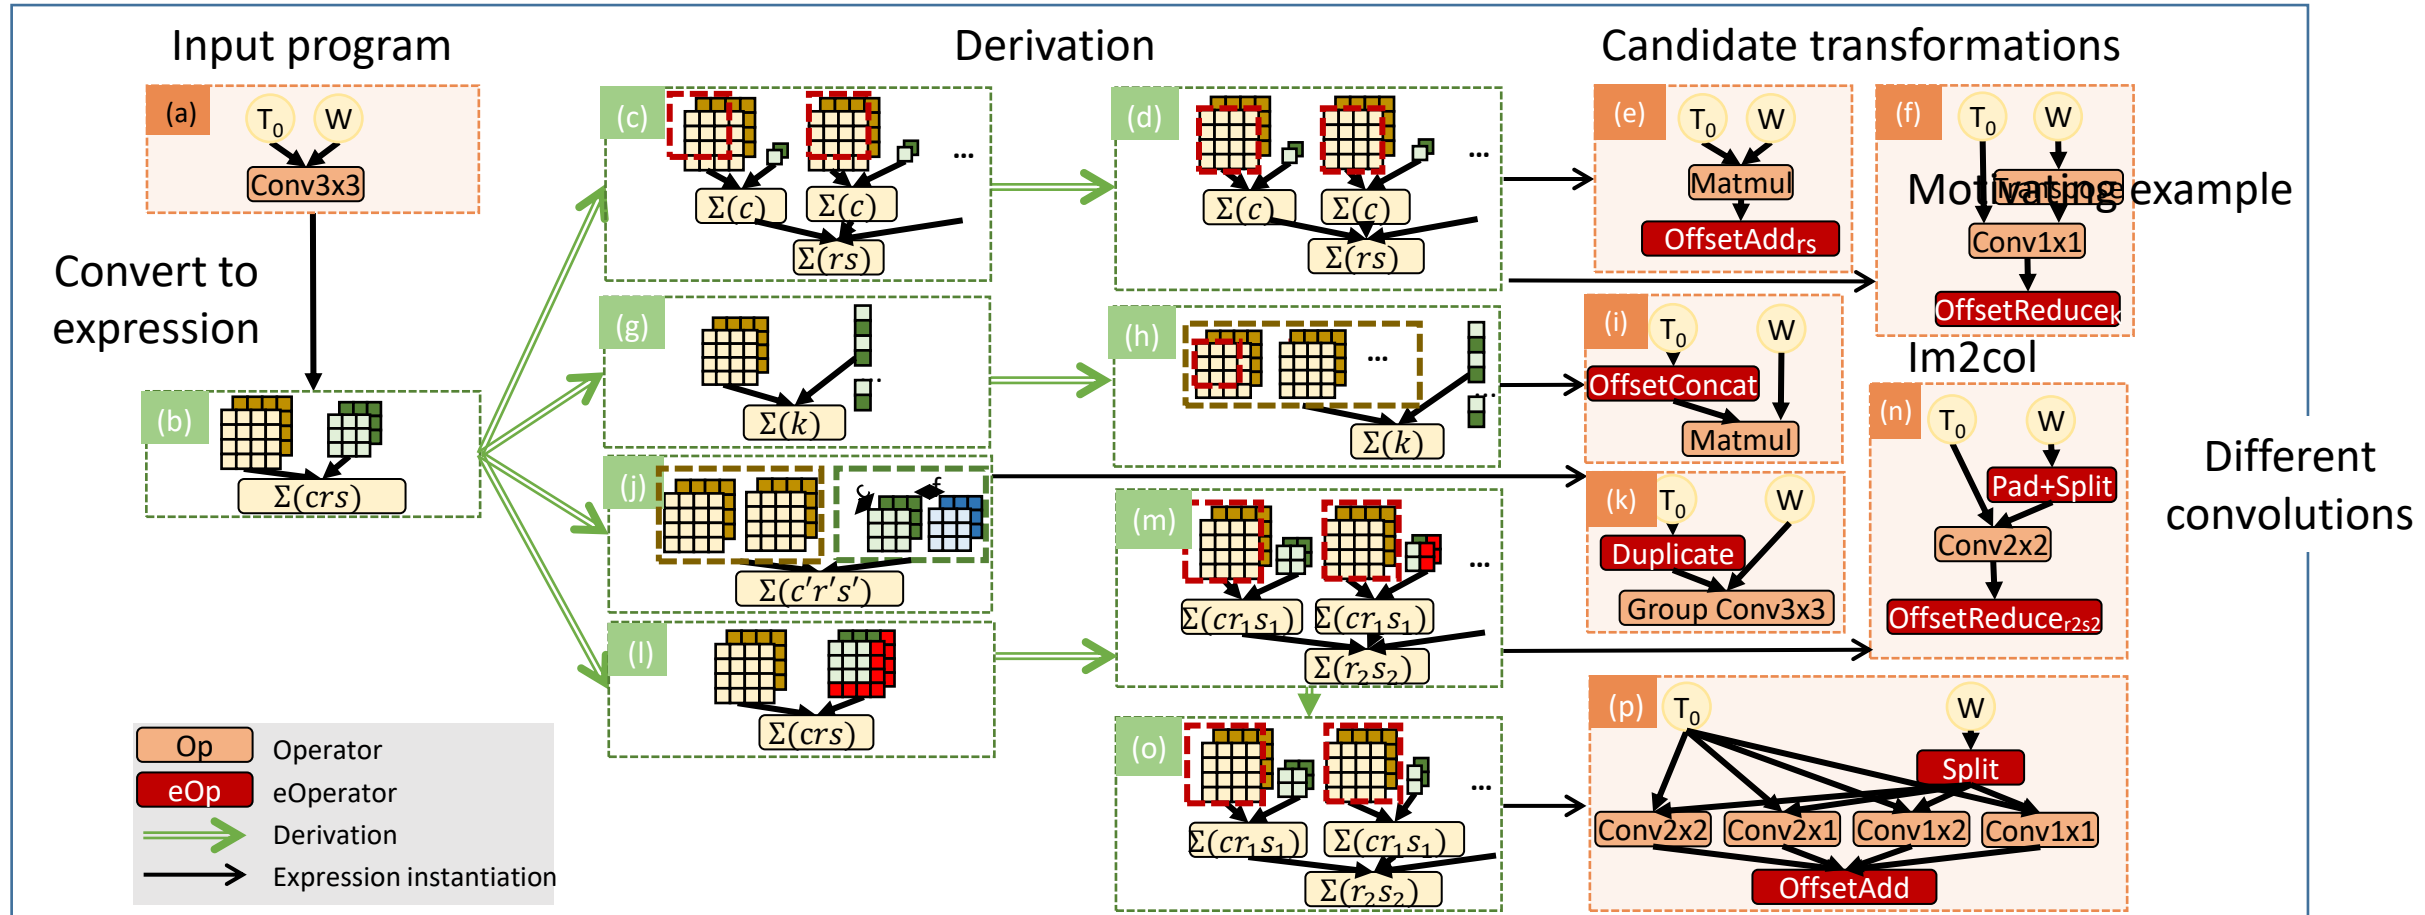 Input program
Derivation
Candidate transformations
(a)
T0
W
Conv3x3
Convert to
expression
(b)
Σ(crs)
(c)
...
Σ(c)
Σ(c)
Σ(rs)
(d)
...
Σ(c)
Σ(c)
Σ(rs)
(e)
T0
W
Matmul
OffsetAddrs
(f)
T0
W
Transpose
Conv1x1
OffsetReducek
Motivating example
(g)
...
Σ(k)
(h)
...
...
Σ(k)
(i)
T0
W
OffsetConcat
Matmul
Im2col
(j)
c
f
Σ(c'r's')
(k)
T0
W
Duplicate
Group Conv3x3
(l)
Σ(crs)
(m)
...
Σ(cr1s1)
Σ(cr1s1)
Σ(r2s2)
(n)
T0
W
Pad+Split
Conv2x2
OffsetReducer2s2
Different
convolutions
(o)
...
Σ(cr1s1)
Σ(cr1s1)
Σ(r2s2)
(p)
T0
W
Split
Conv2x2
Conv2x1
Conv1x2
Conv1x1
OffsetAdd
Op
Operator
eOp
eOperator
Derivation
Expression instantiation